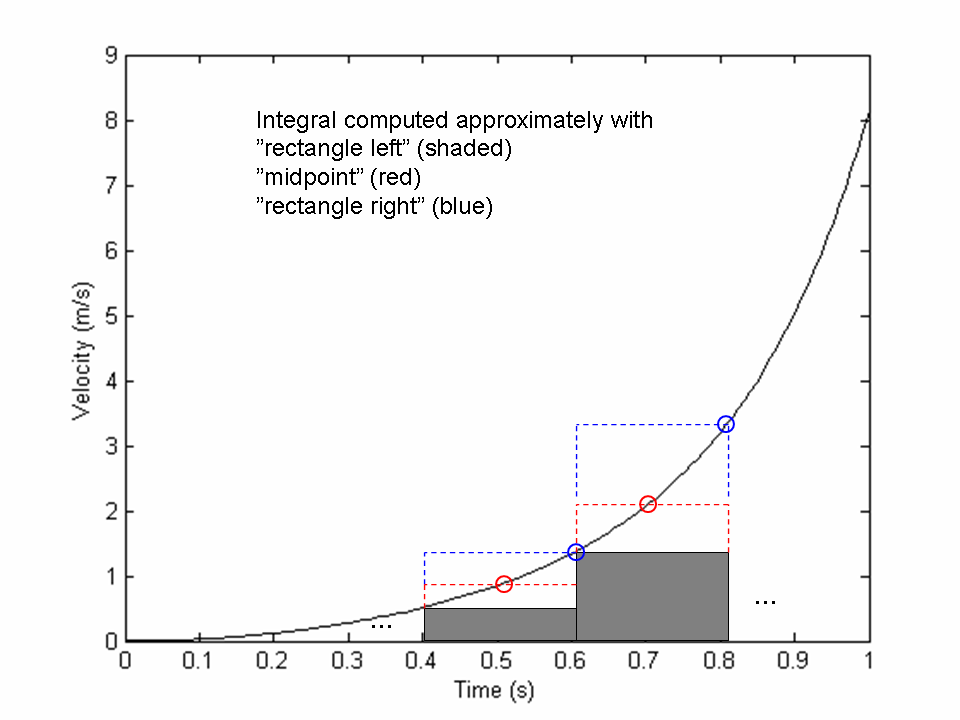 9
Integral computed approximately with
8
”rectangle left” (shaded)
”midpoint” (red)
7
”rectangle right” (blue)
6
5
Velocity (m/s)
4
3
2
1
...
...
0
0 0.1 0.2 0.3 0.4 0.5 0.6 0.7 0.8 0.9 1
Time (s)